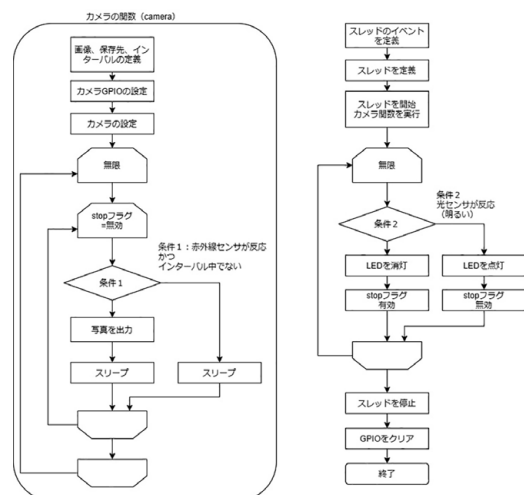 カメラの関数（camera）
画像、保存先、イン
ターバルの定義
カメラGPIOの設定
カメラの設定
無限
stopフラグ
=無効
条件１：赤外線センサが反応
かつ
インターバル中でない
条件１
写真を出力
スリープ
スリープ
スレッドのイベント
を定義
スレッドを定義
スレッドを開始
カメラ関数を実行
無限
条件２
光センサが反応
（明るい）
条件２
LEDを消灯
LEDを点灯
stopフラグ
有効
stopフラグ
無効
スレッドを停止
GPIOをクリア
終了